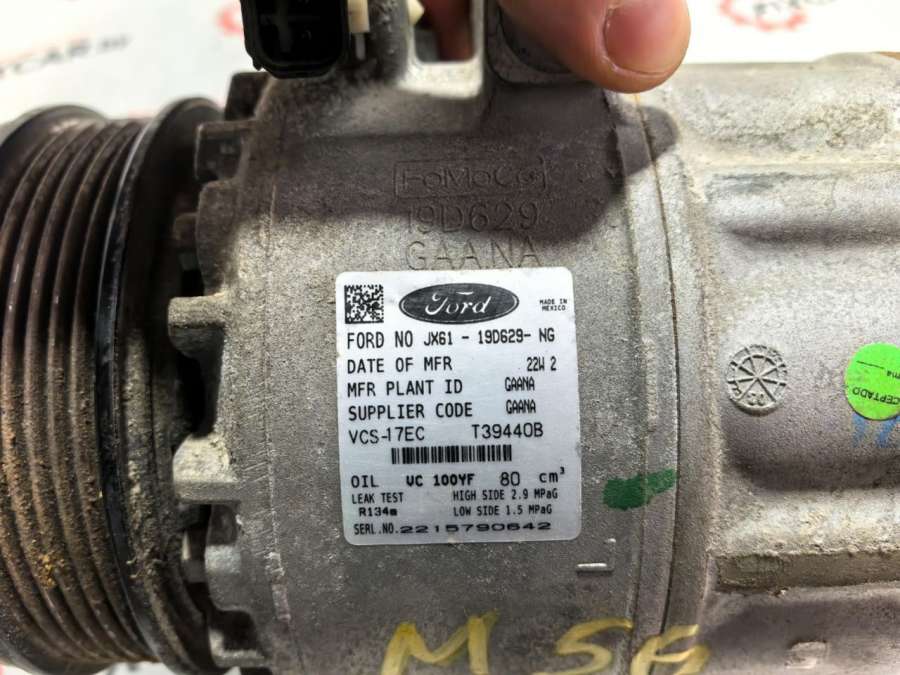 FoMoCo
19D629
GAANA
Ford
MADE IN
MEXICO
FORD NO JX61 - 19D629- NG
DATE OF MFR 22W 2
MFR PLANT ID GAANA
SUPPLIER CODE GAANA
VCS-17EC T39440B
OIL VC 100YF 80 cm³
LEAK TEST HIGH SIDE 2.9 MPaG
R134a LOW SIDE 1.5 MPaG
SERL.NO.2215790642
CEPTADO